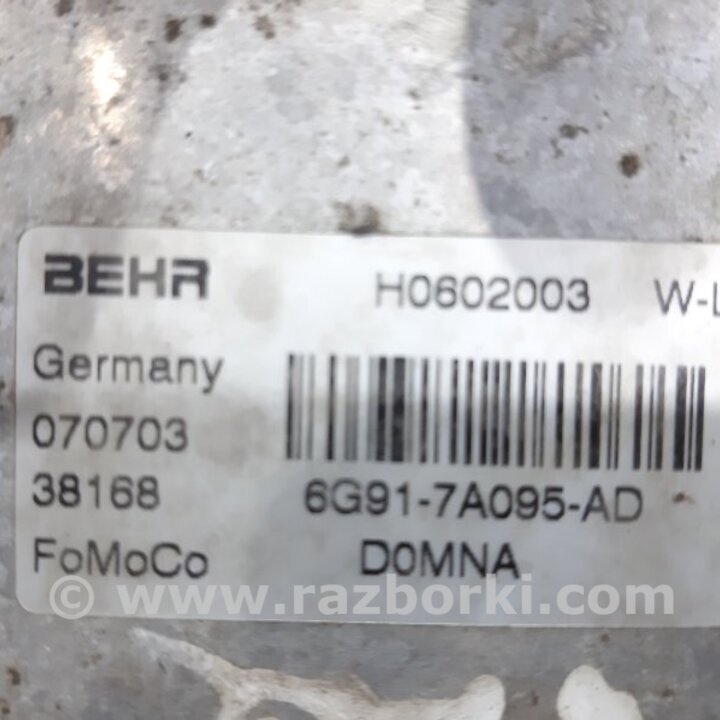 BEHR H0602003 W-L
Germany
070703
38168 6G91-7A095-AD
FoMoCo D0MNA
© www.razborki.com